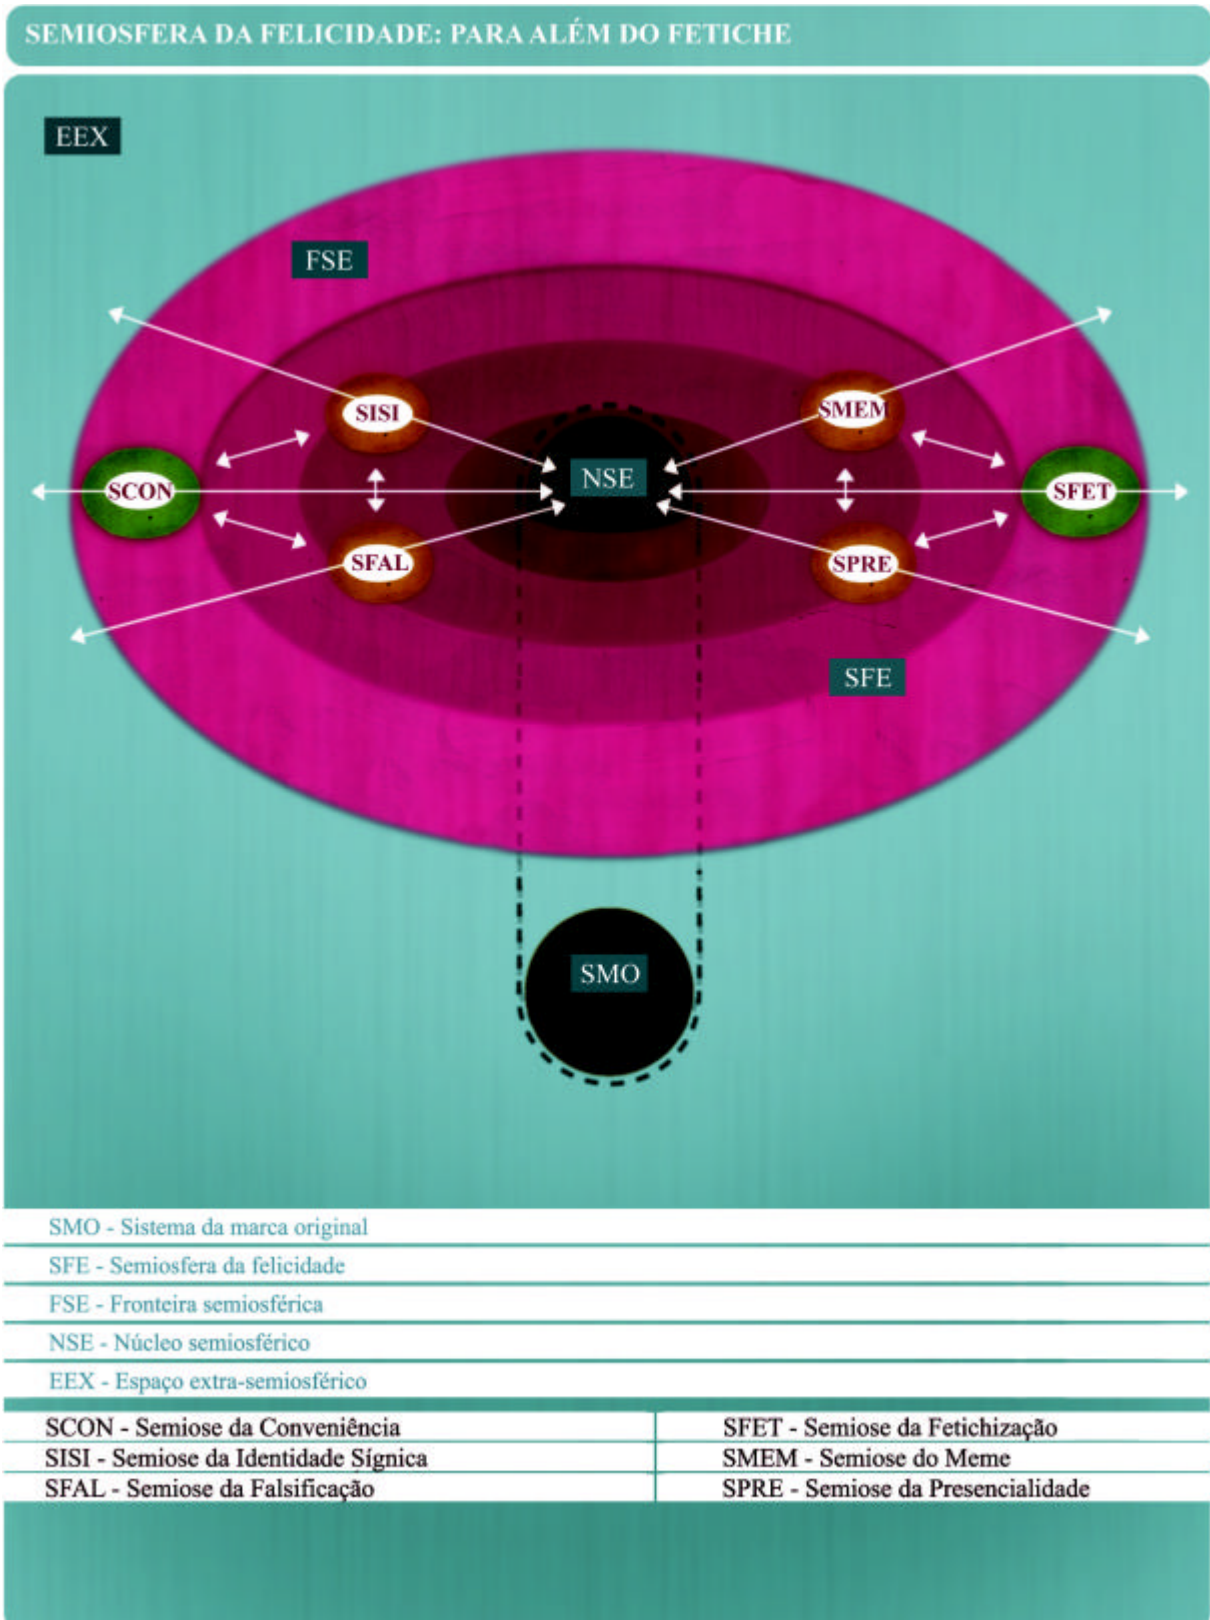 SEMIOSFERA DA FELICIDADE: PARA ALÉM DO FETICHE
EEX
FSE
SISI
SMEM
NSE
SCON
SFET
SFAL
SPRE
SFE
SMO
SMO - Sistema da marca original
SFE - Semiosfera da felicidade
FSE - Fronteira semiosférica
NSE - Núcleo semiosférico
EEX - Espaço extra-semiosférico
SCON - Semiose da Conveniência
SFET - Semiose da Fetichização
SISI - Semiose da Identidade Sígnica
SMEM - Semiose do Meme
SFAL - Semiose da Falsificação
SPRE - Semiose da Presencialidade